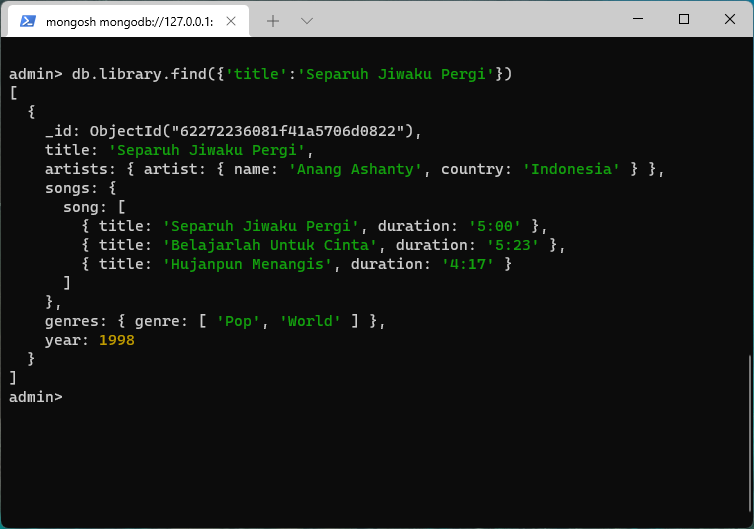 mongosh mongodb://127.0.0.1:
admin> db.library.find({'title':'Separuh Jiwaku Pergi'})
[
  {
    _id: ObjectId("62272236081f41a5706d0822"),
    title: 'Separuh Jiwaku Pergi',
    artists: { artist: { name: 'Anang Ashanty', country: 'Indonesia' } },
    songs: {
      song: [
        { title: 'Separuh Jiwaku Pergi', duration: '5:00' },
        { title: 'Belajarlah Untuk Cinta', duration: '5:23' },
        { title: 'Hujanpun Menangis', duration: '4:17' }
      ]
    },
    genres: { genre: [ 'Pop', 'World' ] },
    year: 1998
  }
]
admin>